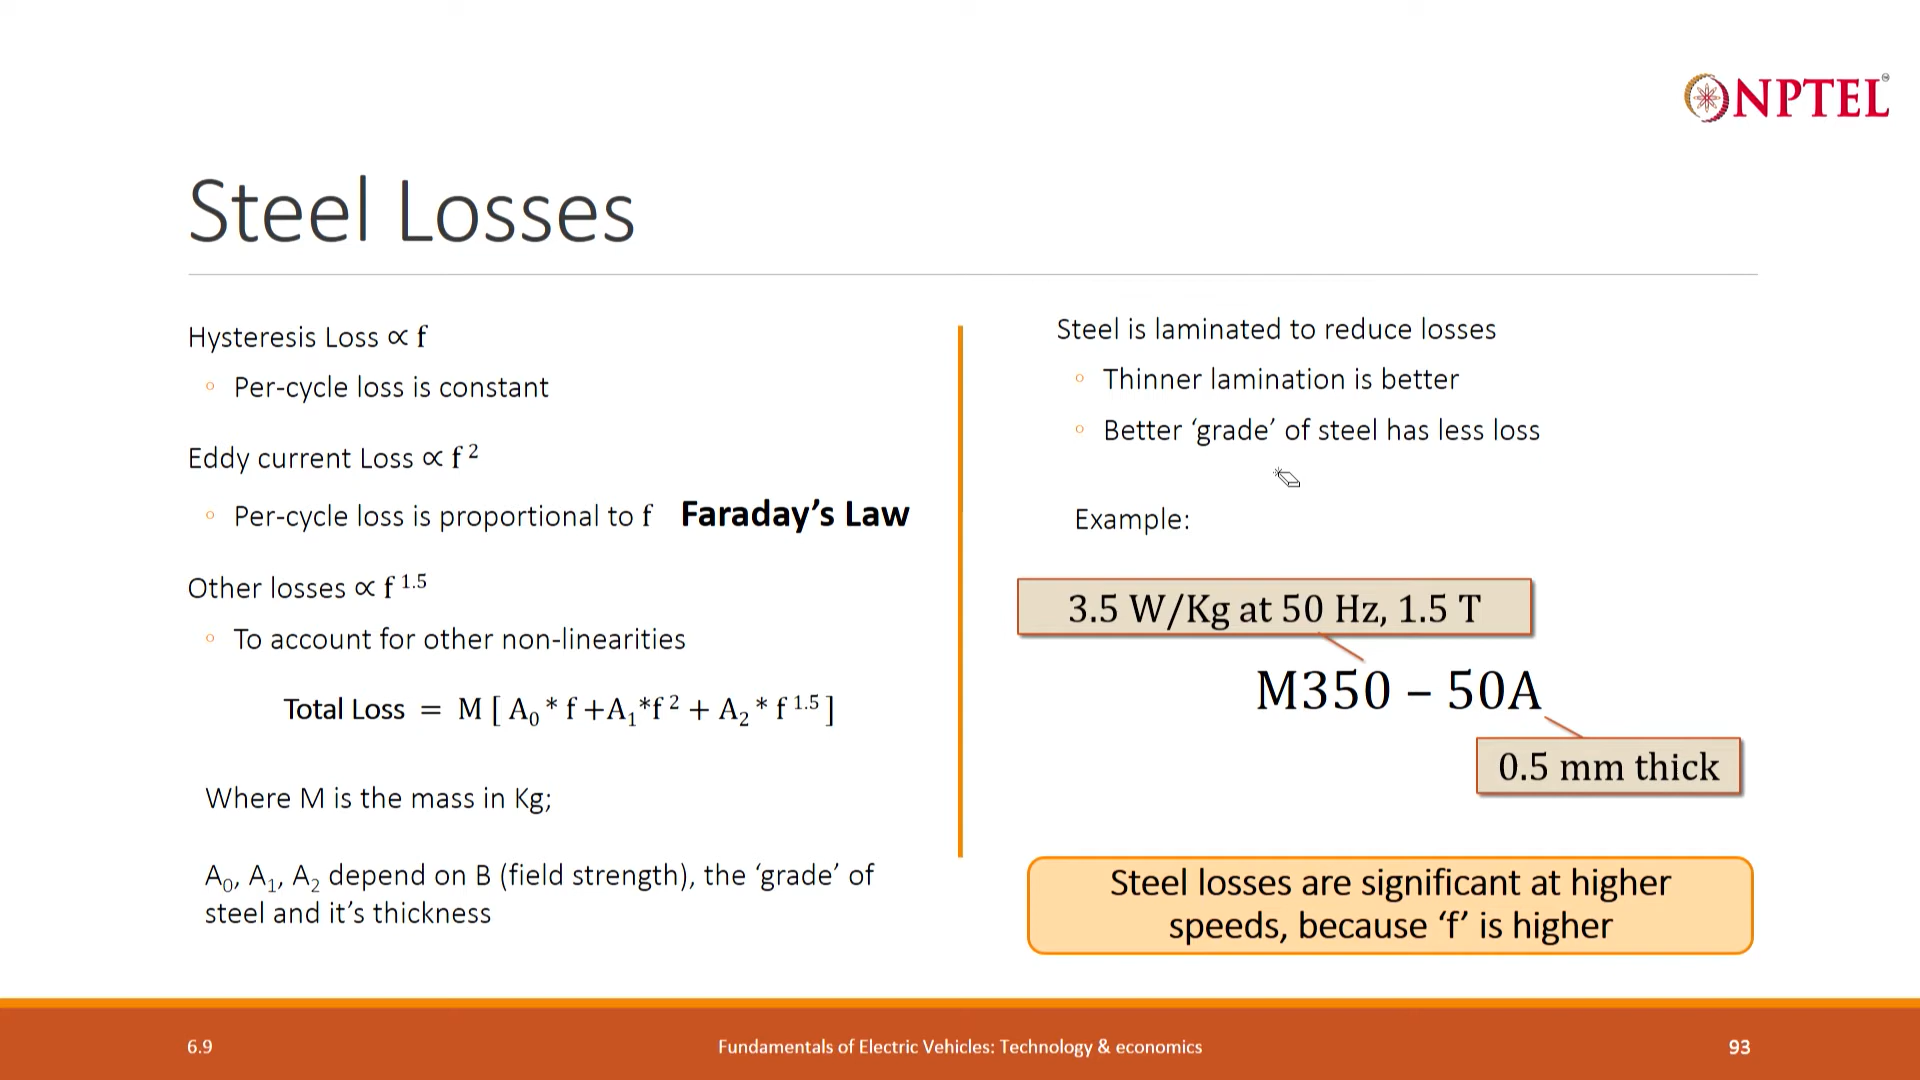 NPTEL
Steel Losses
Hysteresis Loss ∝ f
◦ Per-cycle loss is constant
Eddy current Loss ∝ f ²
◦ Per-cycle loss is proportional to f Faraday’s Law
Other losses ∝ f ¹·⁵
◦ To account for other non-linearities
Total Loss = M [ A₀ * f +A₁*f ² + A₂ * f ¹·⁵ ]
Where M is the mass in Kg;
A₀, A₁, A₂ depend on B (field strength), the ‘grade’ of
steel and it’s thickness
Steel is laminated to reduce losses
◦ Thinner lamination is better
◦ Better ‘grade’ of steel has less loss
Example:
3.5 W/Kg at 50 Hz, 1.5 T
M350 – 50A
0.5 mm thick
Steel losses are significant at higher
speeds, because ‘f’ is higher
6.9
Fundamentals of Electric Vehicles: Technology & economics
93